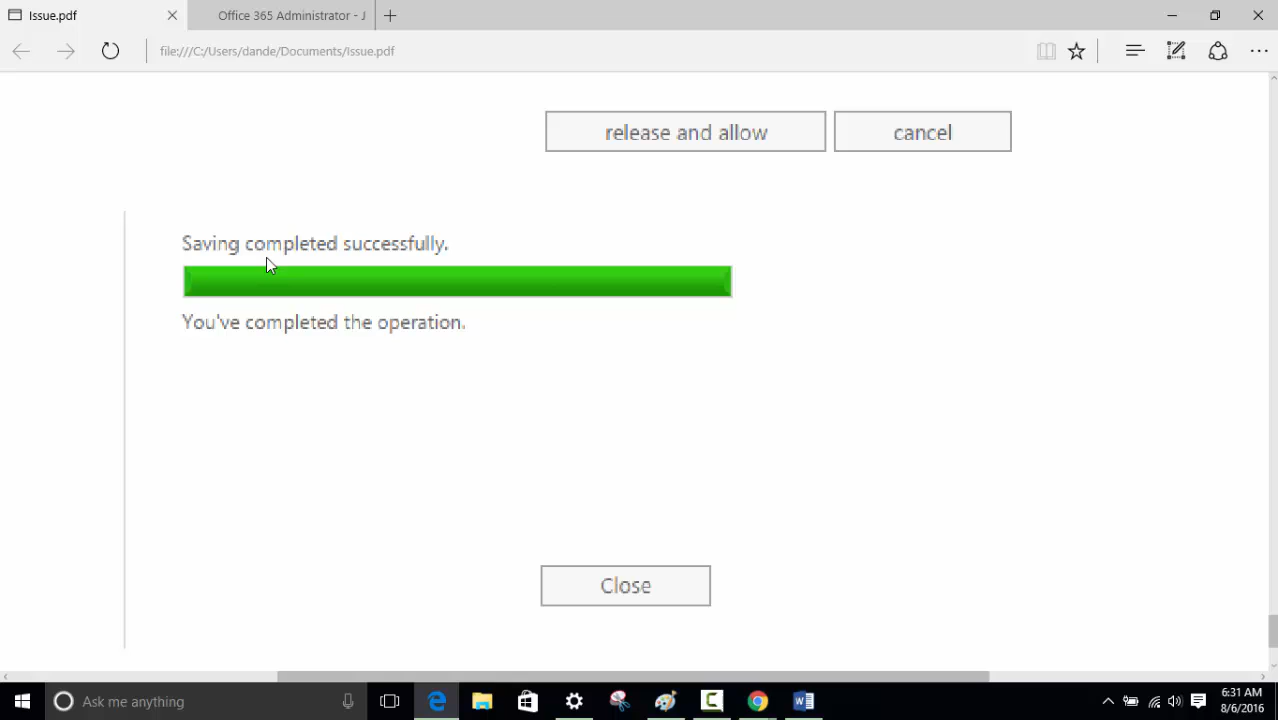 Issue.pdf
Office 365 Administrator - J
file:///C:/Users/dande/Documents/Issue.pdf
release and allow
cancel
Saving completed successfully.
You've completed the operation.
Close
Ask me anything
6:31 AM
8/6/2016